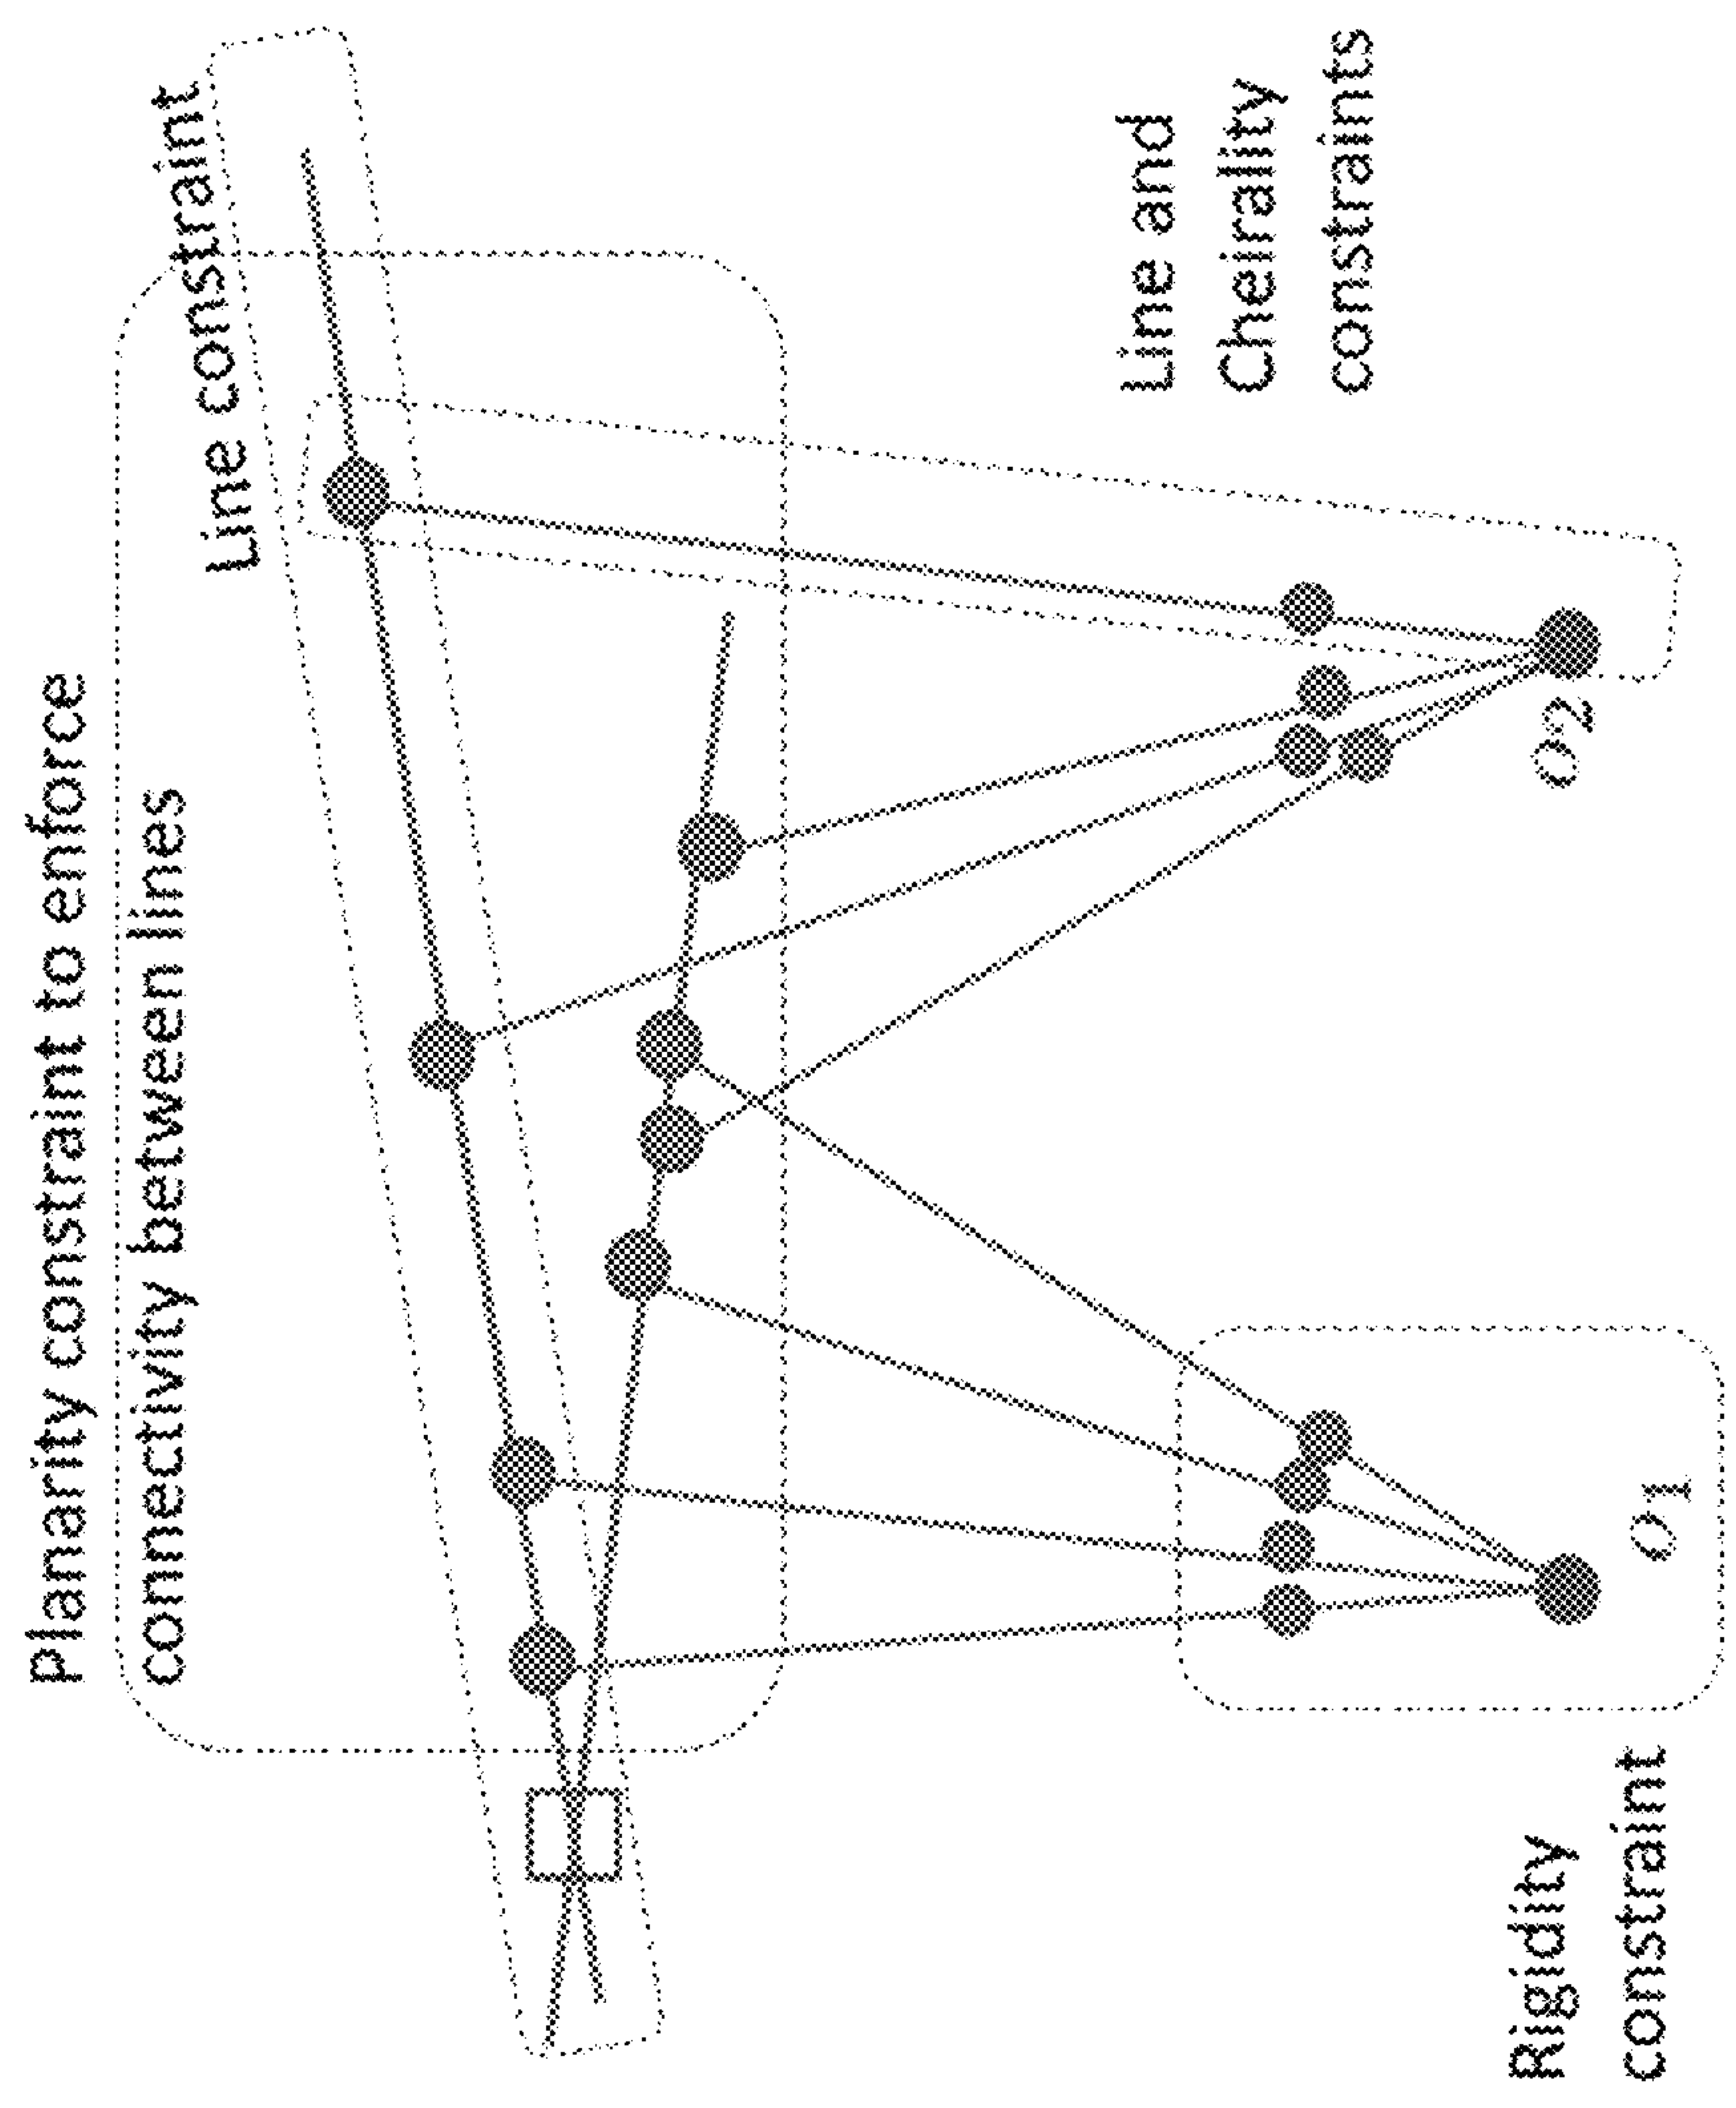 Planarity constraint to enforce
connectivity between lines
Line constraint
Line and
Cheirality
constraints
Rigidity
constraint
O1
O2